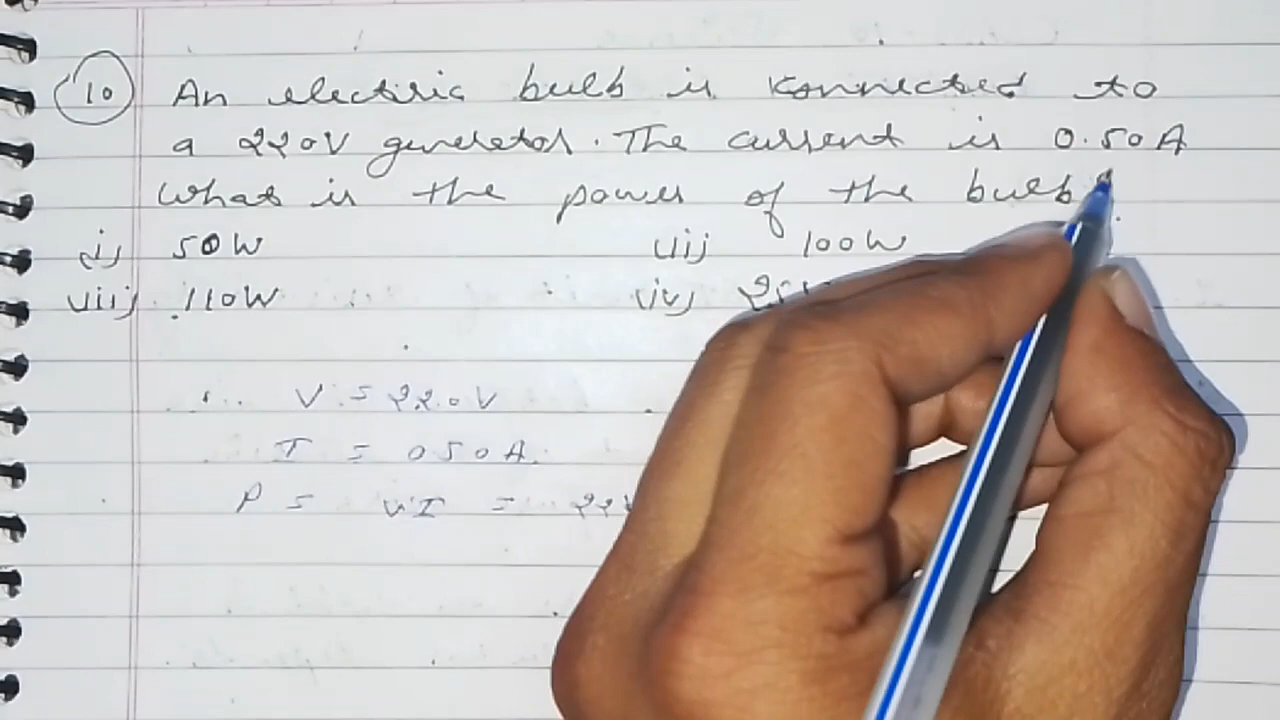 10 An electric bulb is konnected to
a 220V generator. The current is 0.50A
What is the power of the bulb
i) 50W ii) 100W
iii) 110W iv)
V = 220V
I = 0.50A
P = VI =